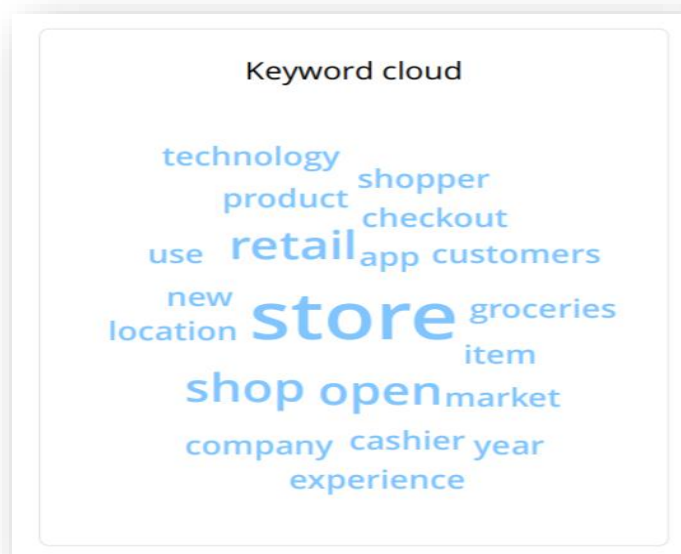 Keyword cloud
technology
shopper
product
checkout
use retail app customers
new
location store groceries
item
shop open market
company cashier year
experience